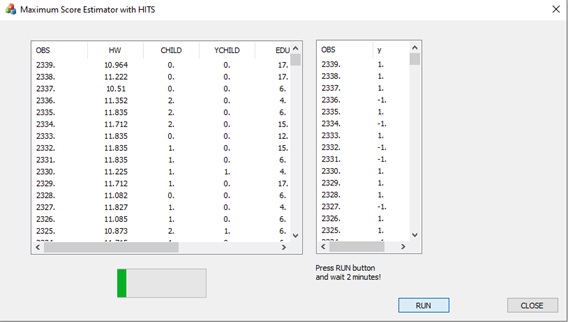 Maximum Score Estimator with HITS
OBS HW CHILD YCHILD EDU
2339. 10.964 0. 0. 17.
2338. 11.222 0. 0. 17.
2337. 10.51 0. 0. 6.
2336. 11.352 2. 0. 4.
2335. 11.835 2. 0. 6.
2334. 11.712 2. 0. 15.
2333. 11.835 0. 0. 12.
2332. 11.835 1. 0. 15.
2331. 11.835 1. 0. 6.
2330. 11.225 1. 1. 4.
2329. 11.712 1. 0. 17.
2328. 11.082 0. 0. 6.
2327. 11.827 1. 0. 4.
2326. 11.085 1. 0. 6.
2325. 10.873 2. 1. 6.
OBS y
2339. 1.
2338. 1.
2337. 1.
2336. -1.
2335. 1.
2334. -1.
2333. 1.
2332. -1.
2331. -1.
2330. 1.
2329. 1.
2328. 1.
2327. -1.
2326. 1.
2325. 1.
Press RUN button
and wait 2 minutes!
RUN CLOSE